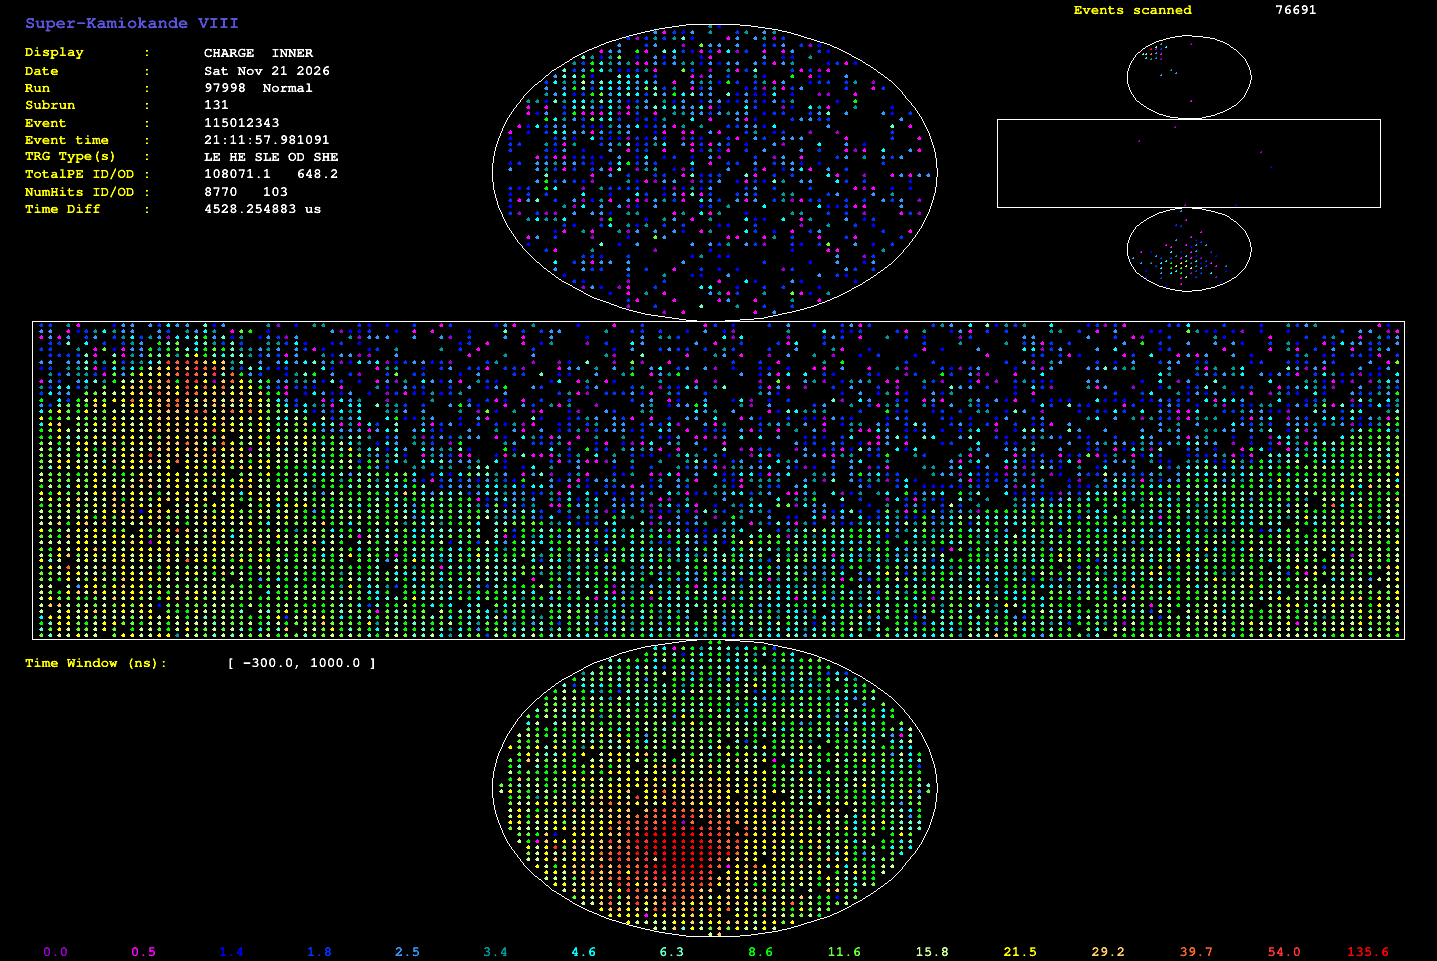 Super-Kamiokande VIII
Events scanned 76691
Display : CHARGE INNER
Date : Sat Nov 21 2026
Run : 97998 Normal
Subrun : 131
Event : 115012343
Event time : 21:11:57.981091
TRG Type(s) : LE HE SLE OD SHE
TotalPE ID/OD : 108071.1 648.2
NumHits ID/OD : 8770 103
Time Diff : 4528.254883 us
Time Window (ns): [ -300.0, 1000.0 ]
0.0 0.5 1.4 1.8 2.5 3.4 4.6 6.3 8.6 11.6 15.8 21.5 29.2 39.7 54.0 135.6